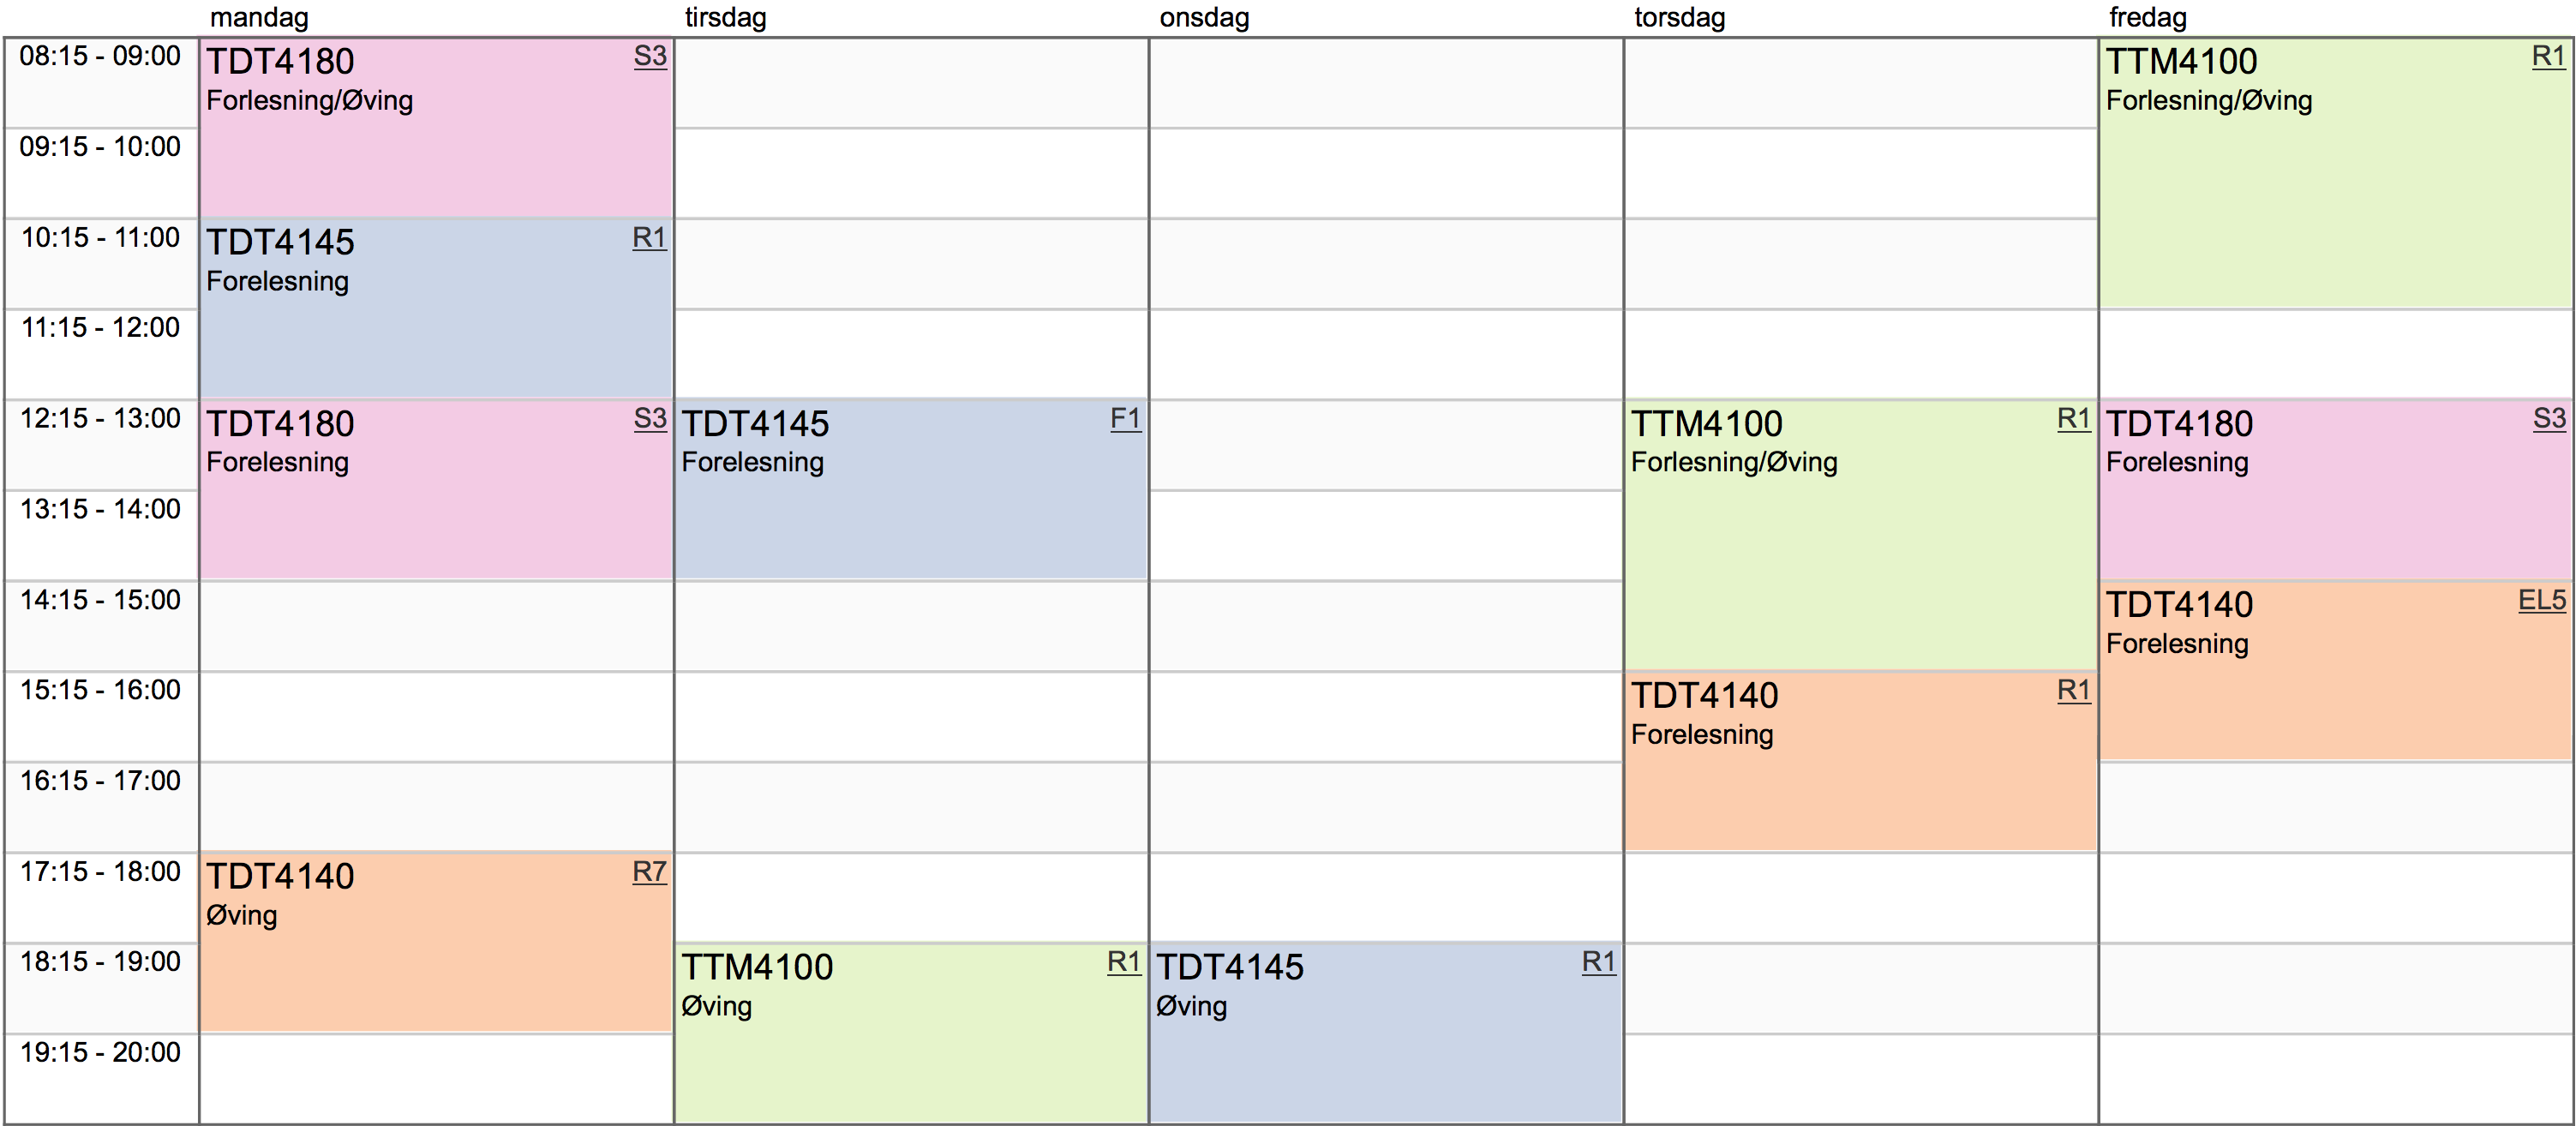 mandag tirsdag onsdag torsdag fredag
08:15 - 09:00 TDT4180 S3 TTM4100 R1
Forlesning/Øving Forlesning/Øving
09:15 - 10:00
10:15 - 11:00 TDT4145 R1
Forelesning
11:15 - 12:00
12:15 - 13:00 TDT4180 S3 TDT4145 F1 TTM4100 R1 TDT4180 S3
Forelesning Forelesning Forlesning/Øving Forelesning
13:15 - 14:00
14:15 - 15:00 TDT4140 EL5
Forelesning
15:15 - 16:00 TDT4140 R1
Forelesning
16:15 - 17:00
17:15 - 18:00 TDT4140 R7
Øving
18:15 - 19:00 TTM4100 R1 TDT4145 R1
Øving Øving
19:15 - 20:00